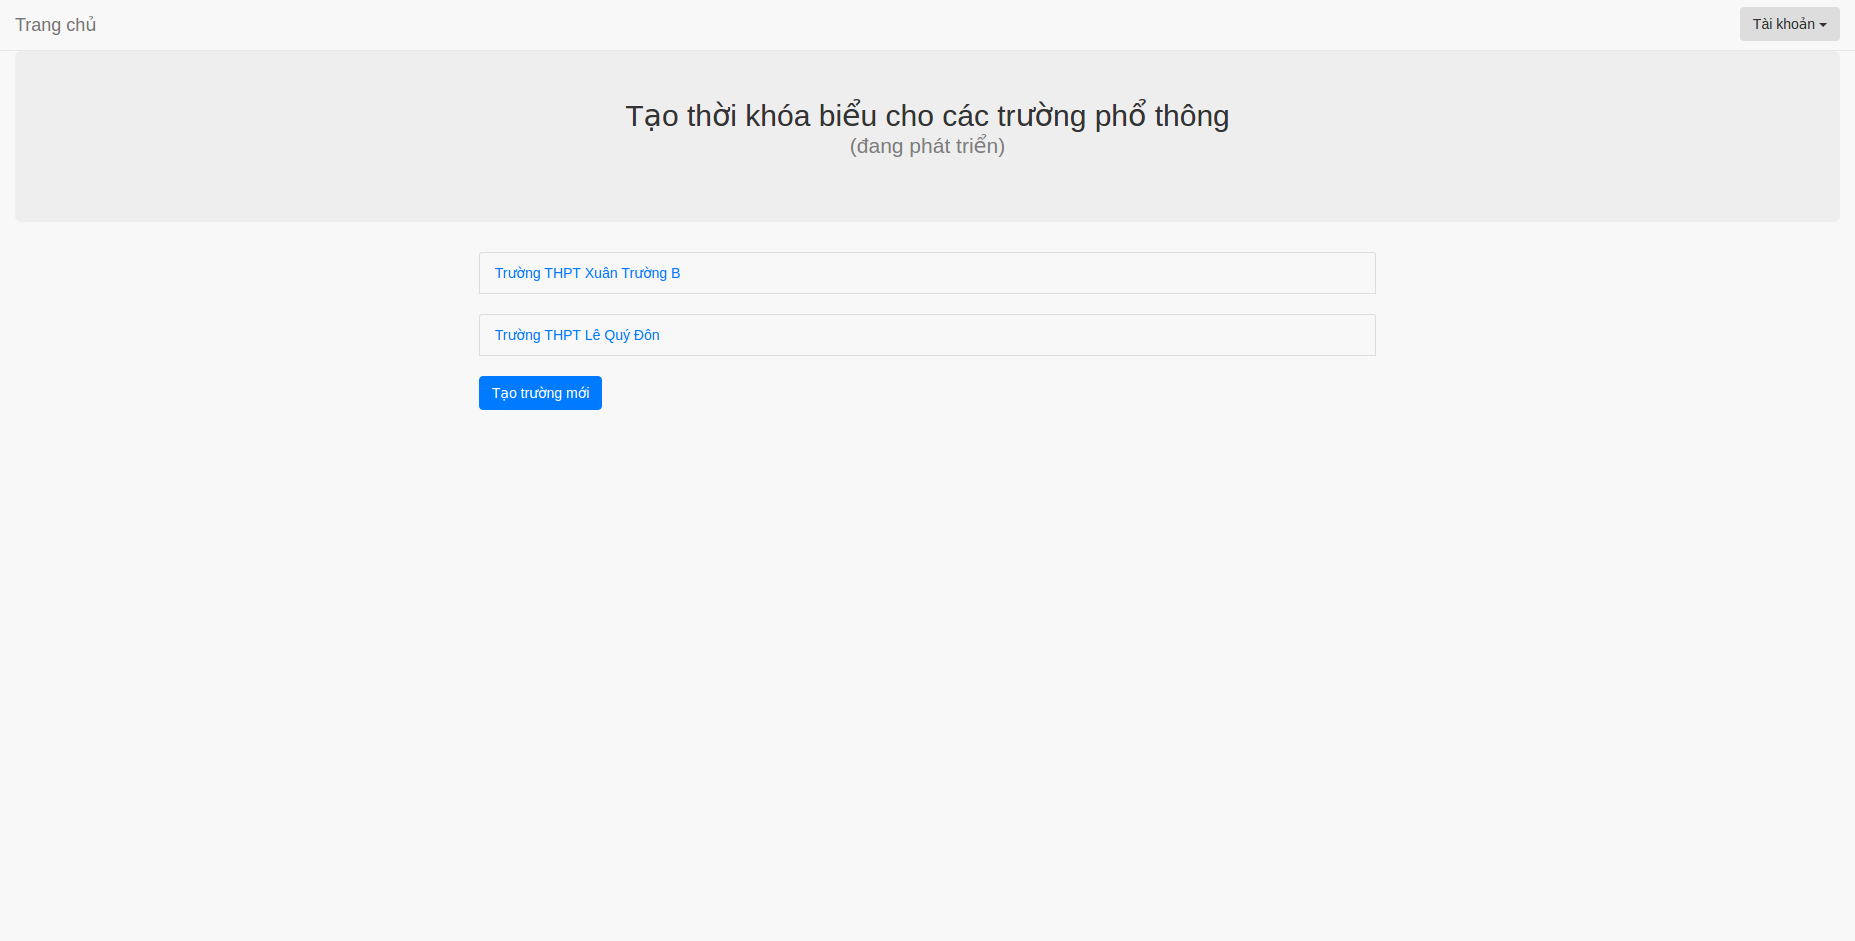 Trang chủ
Tài khoản
Tạo thời khóa biểu cho các trường phổ thông
(đang phát triển)
Trường THPT Xuân Trường B
Trường THPT Lê Quý Đôn
Tạo trường mới